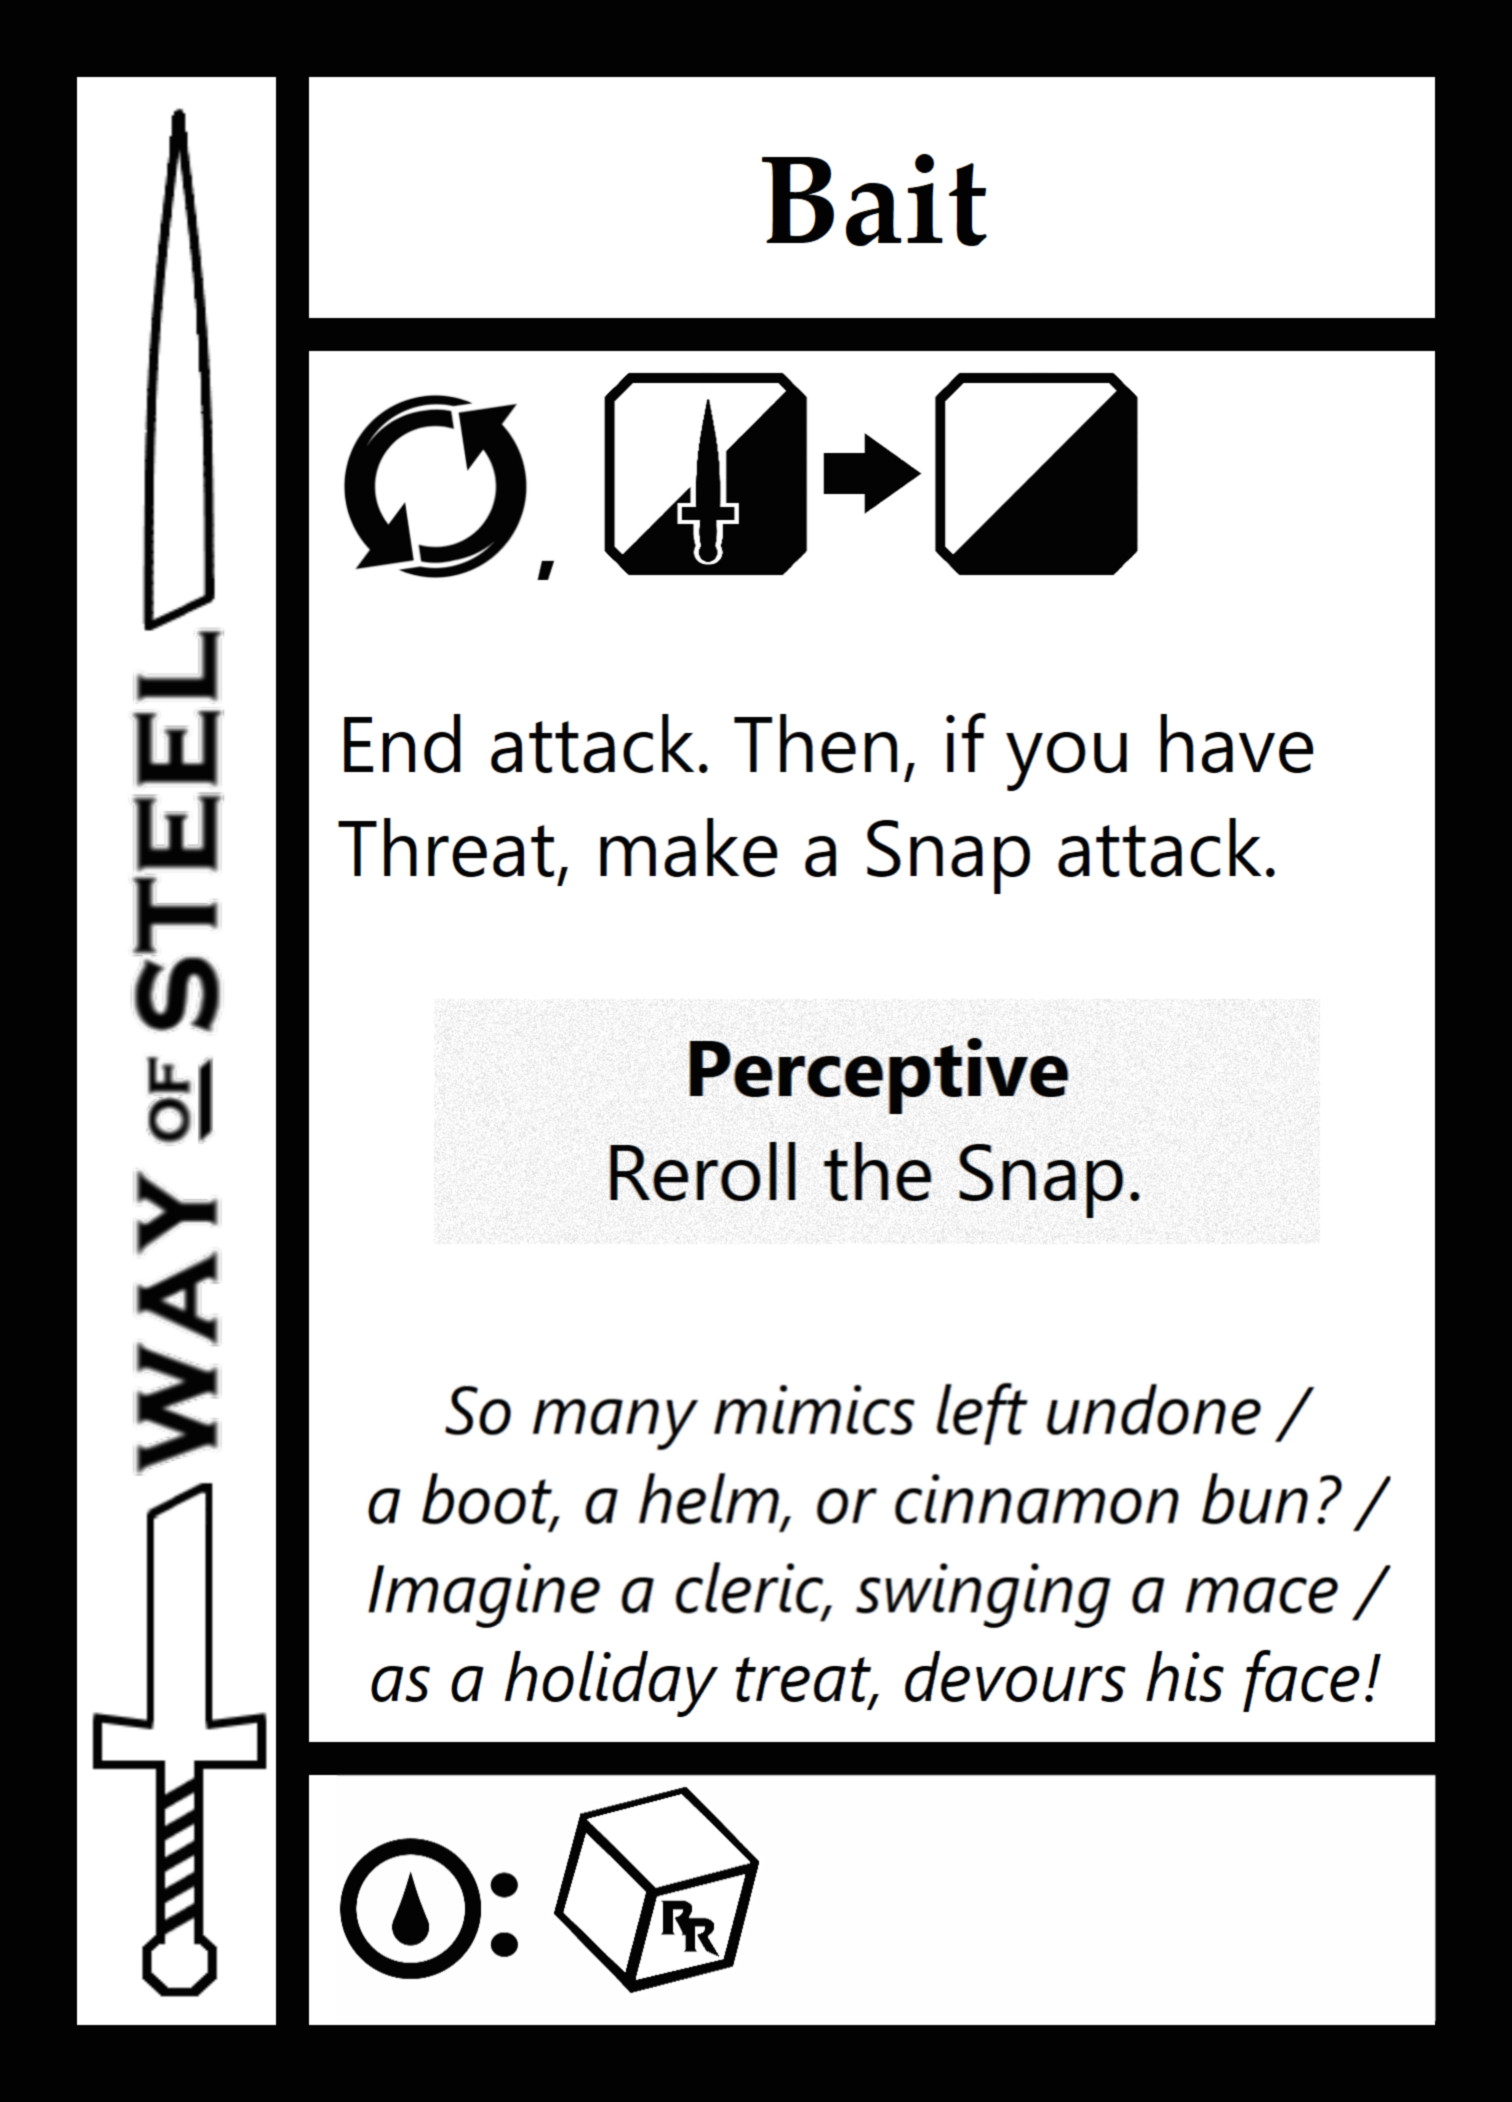 WAY OF STEEL
Bait
,
End attack. Then, if you have
Threat, make a Snap attack.
Perceptive
Reroll the Snap.
So many mimics left undone /
a boot, a helm, or cinnamon bun? /
Imagine a cleric, swinging a mace /
as a holiday treat, devours his face!
: RR